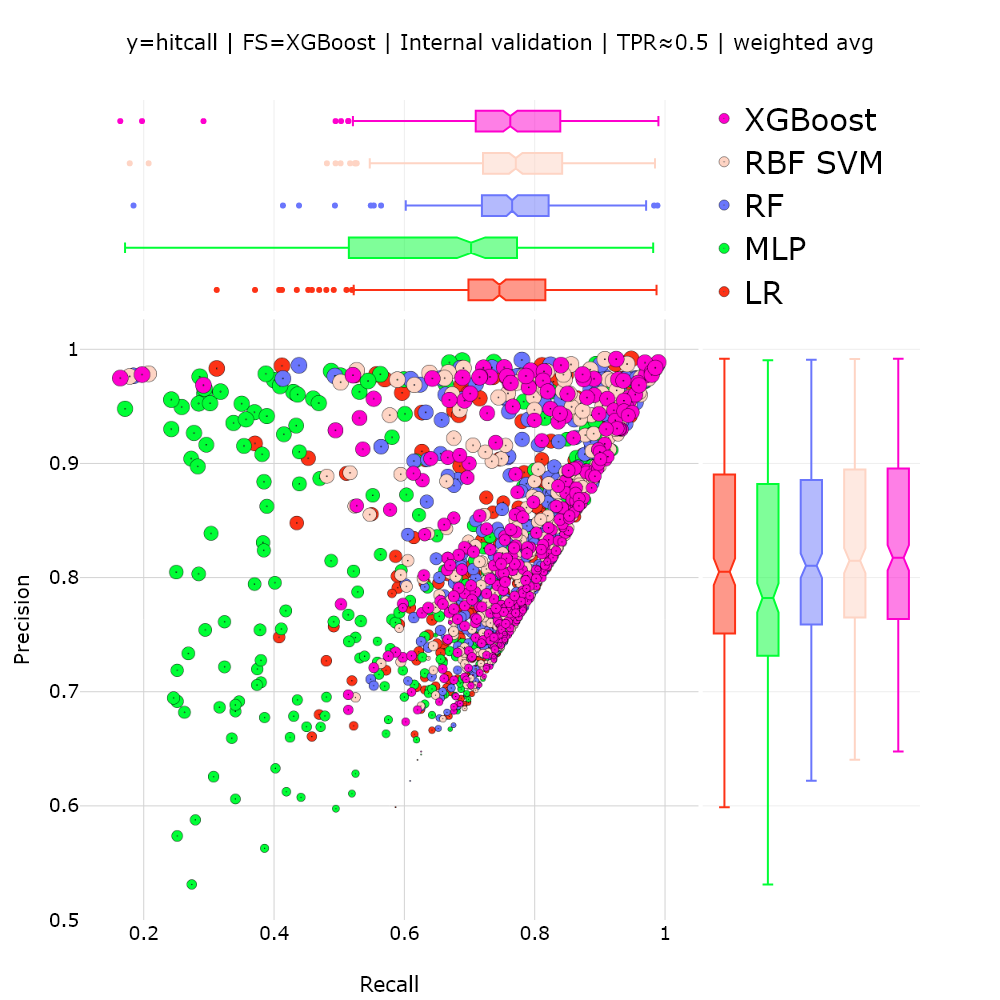 y=hitcall | FS=XGBoost | Internal validation | TPR≈0.5 | weighted avg
XGBoost
RBF SVM
RF
MLP
LR
1
0.9
0.8
0.7
0.6
0.5
Precision
0.2
0.4
0.6
0.8
1
Recall